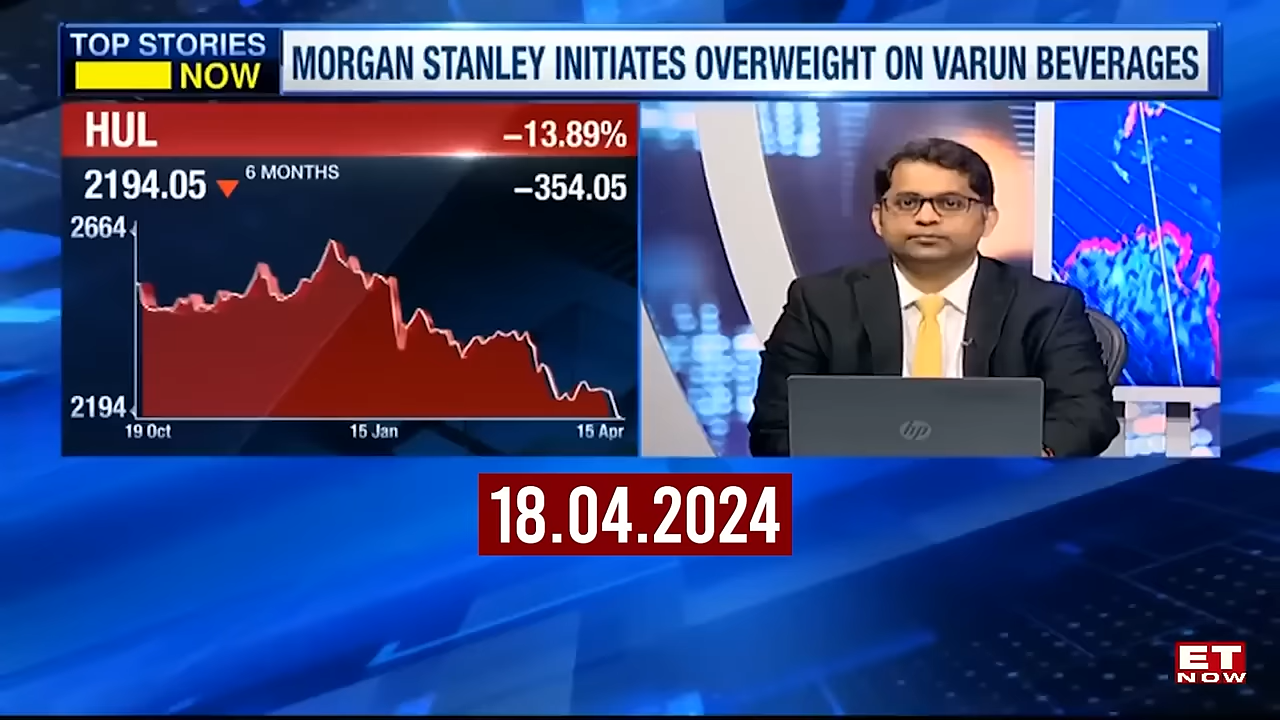 TOP STORIES
NOW
MORGAN STANLEY INITIATES OVERWEIGHT ON VARUN BEVERAGES
HUL
–13.89%
2194.05
6 MONTHS
–354.05
2664
2194
19 Oct
15 Jan
15 Apr
hp
18.04.2024
ET
NOW